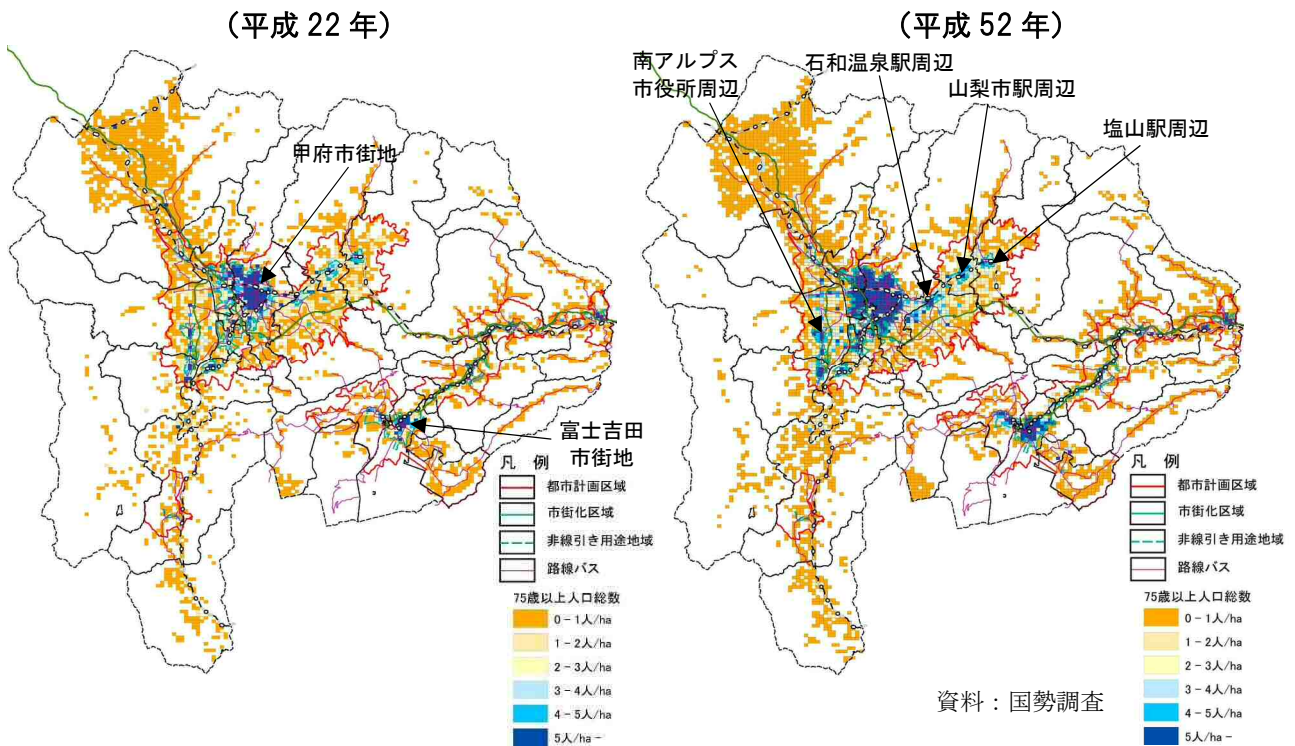 （平成 22 年）
甲府市街地
富士吉田
市街地
凡 例
都市計画区域
市街化区域
非線引き用途地域
路線バス
75歳以上人口総数
0－1人/ha
1－2人/ha
2－3人/ha
3－4人/ha
4－5人/ha
5人/ha－
（平成 52 年）
南アルプス
市役所周辺
石和温泉駅周辺
山梨市駅周辺
塩山駅周辺
凡 例
都市計画区域
市街化区域
非線引き用途地域
路線バス
75歳以上人口総数
0－1人/ha
1－2人/ha
2－3人/ha
3－4人/ha
4－5人/ha
5人/ha－
資料：国勢調査